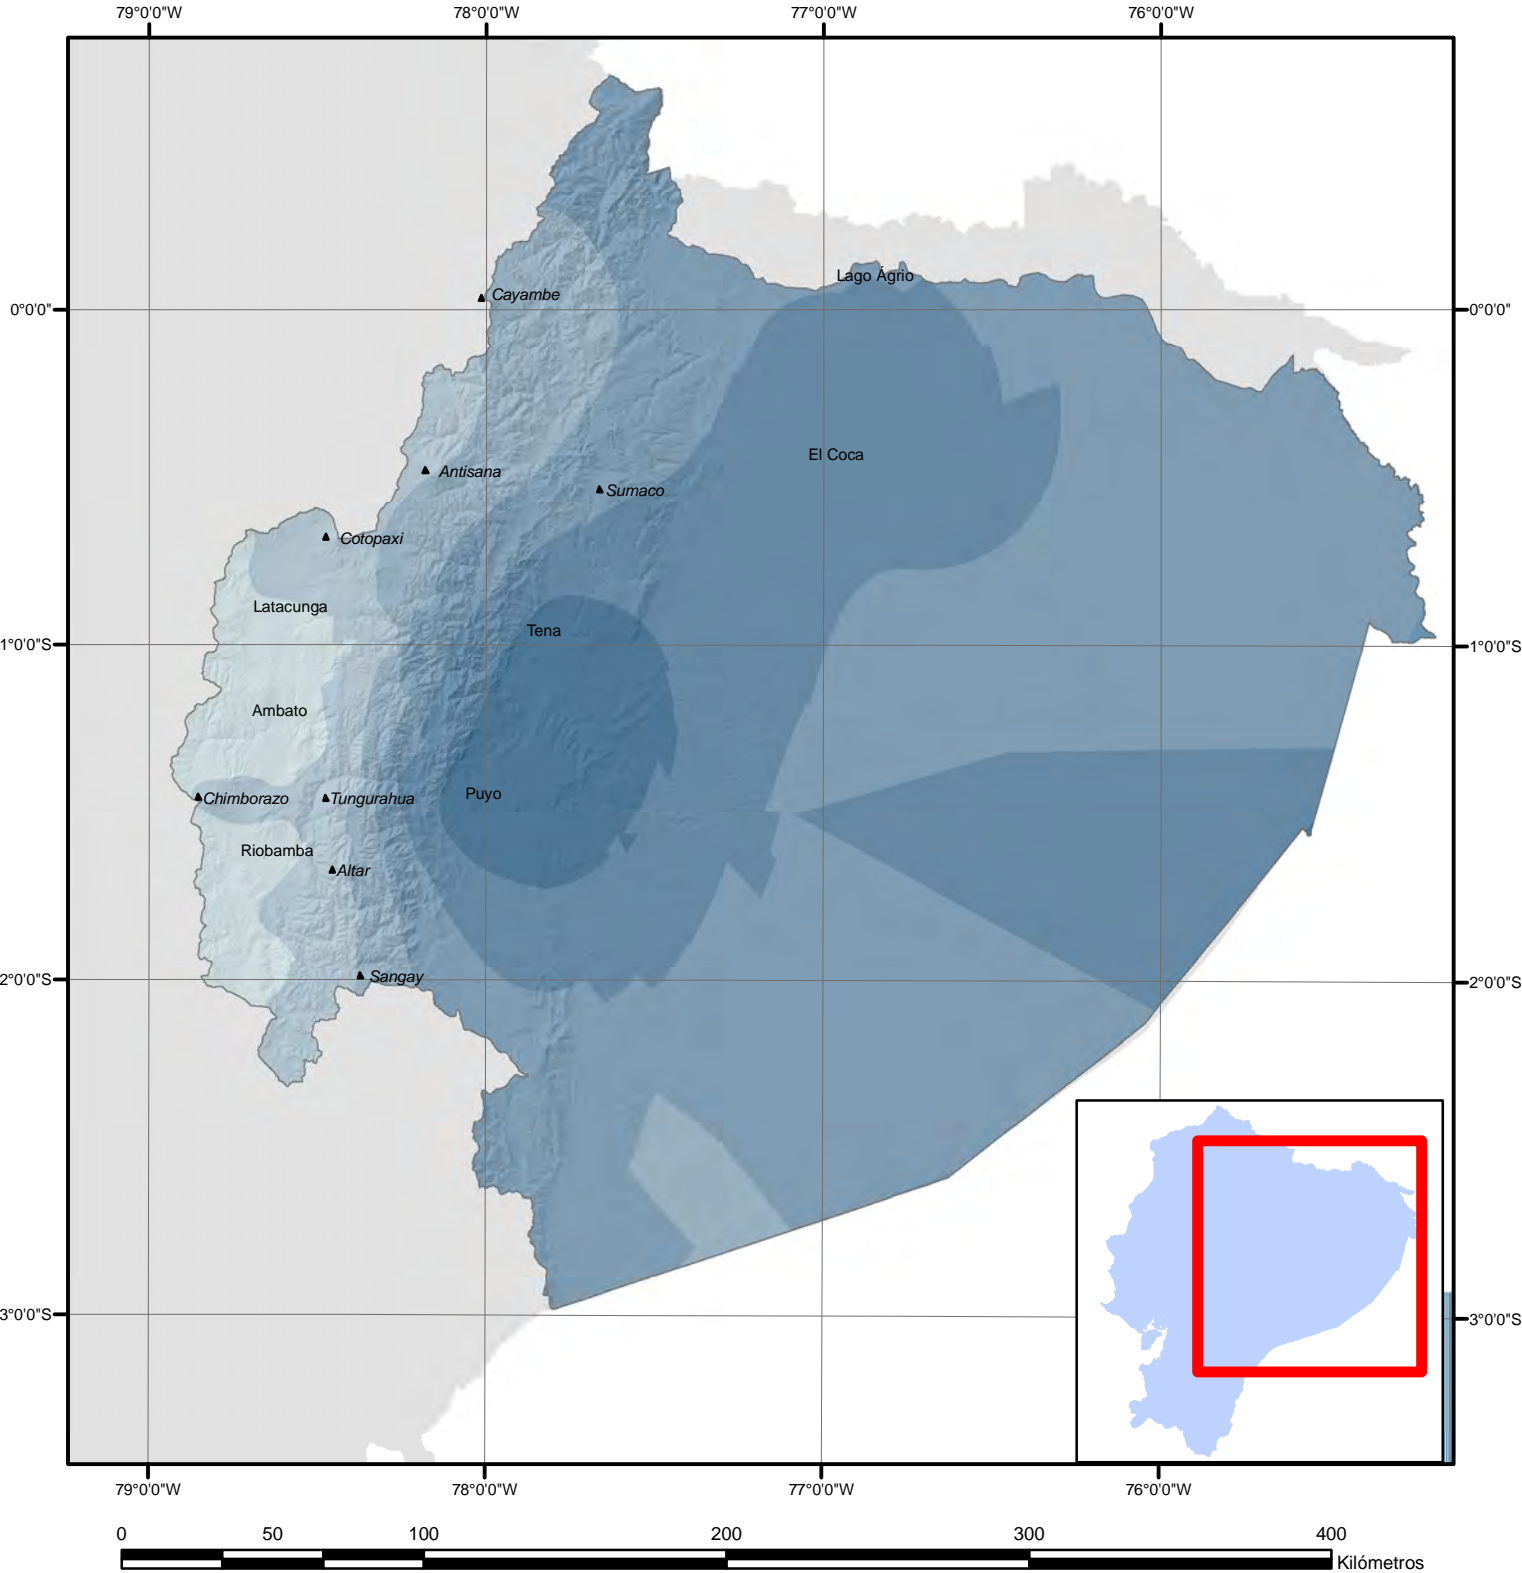 79°0'0"W 78°0'0"W 77°0'0"W 76°0'0"W
Lago Ágrio
Cayambe
0°0'0" 0°0'0"
El Coca
Antisana
Sumaco
Cotopaxi
Latacunga
Tena
1°0'0"S 1°0'0"S
Ambato
Puyo
Chimborazo Tungurahua
Riobamba
Altar
Sangay
2°0'0"S 2°0'0"S
3°0'0"S 3°0'0"S
79°0'0"W 78°0'0"W 77°0'0"W 76°0'0"W
0 50 100 200 300 400
Kilómetros